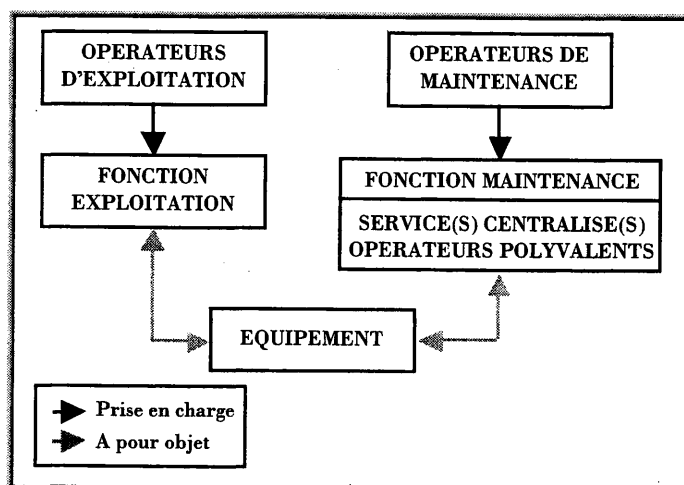 OPERATEURS
D'EXPLOITATION
OPERATEURS DE
MAINTENANCE
FONCTION
EXPLOITATION
FONCTION MAINTENANCE
SERVICE(S) CENTRALISE(S)
OPERATEURS POLYVALENTS
EQUIPEMENT
Prise en charge
A pour objet